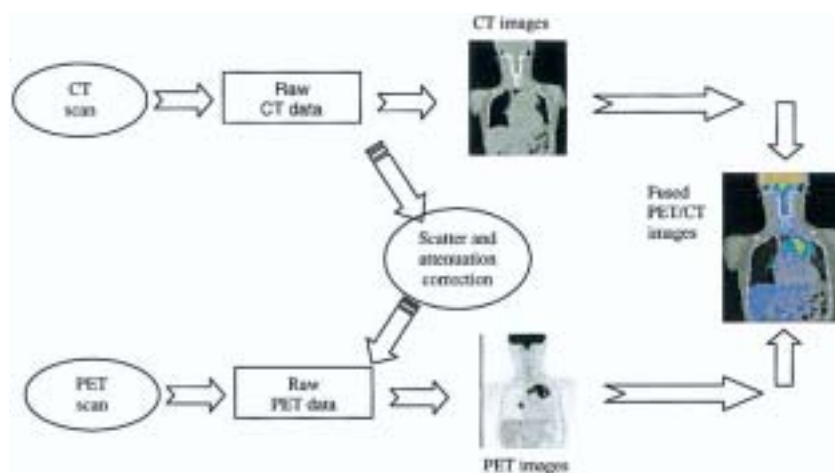 CT images
CT
scan
Raw
CT data
Fused
PET/CT
images
Scatter and
attenuation
correction
PET
scan
Raw
PET data
PET images